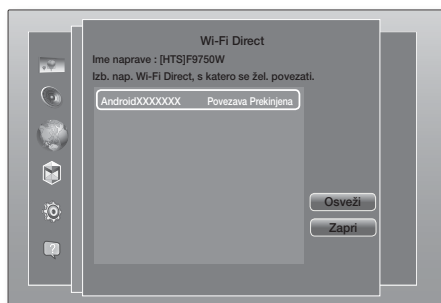 Wi-Fi Direct
Ime naprave : [HTS]F9750W
Izb. nap. Wi-Fi Direct, s katero se žel. povezati.
AndroidXXXXXXX Povezava Prekinjena
Osveži
Zapri